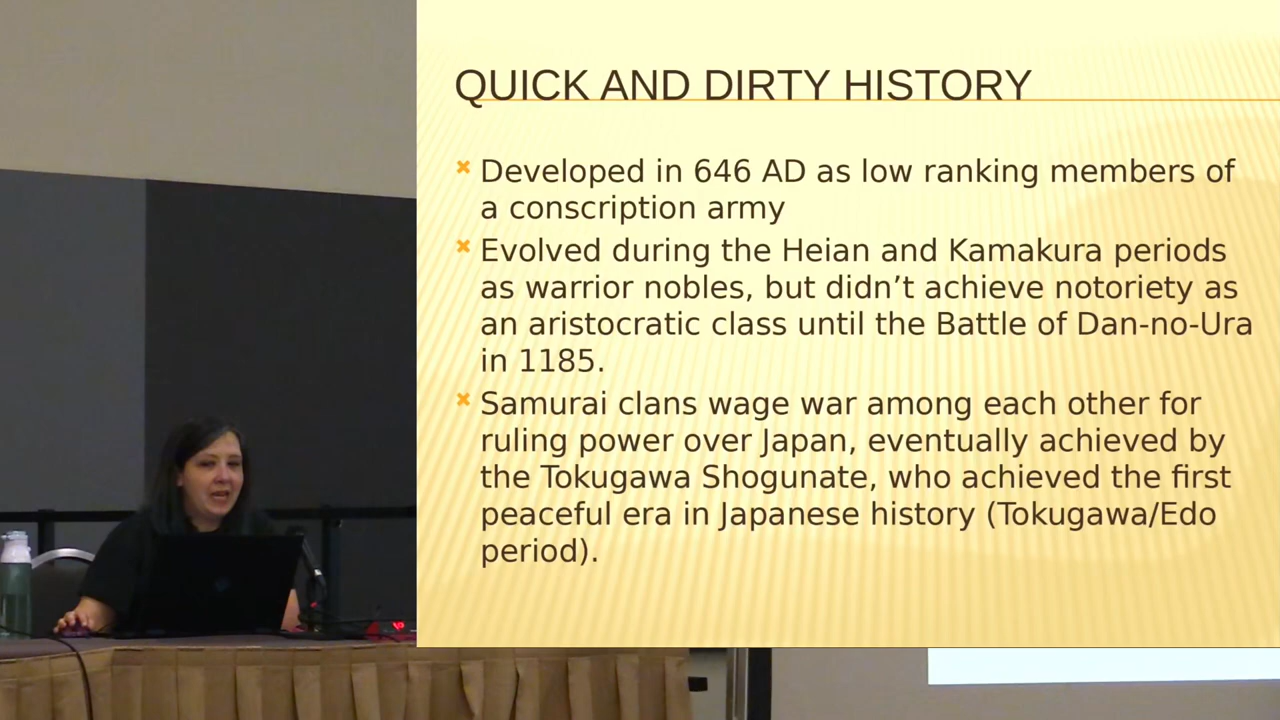 QUICK AND DIRTY HISTORY
Developed in 646 AD as low ranking members of
a conscription army
Evolved during the Heian and Kamakura periods
as warrior nobles, but didn’t achieve notoriety as
an aristocratic class until the Battle of Dan-no-Ura
in 1185.
Samurai clans wage war among each other for
ruling power over Japan, eventually achieved by
the Tokugawa Shogunate, who achieved the first
peaceful era in Japanese history (Tokugawa/Edo
period).